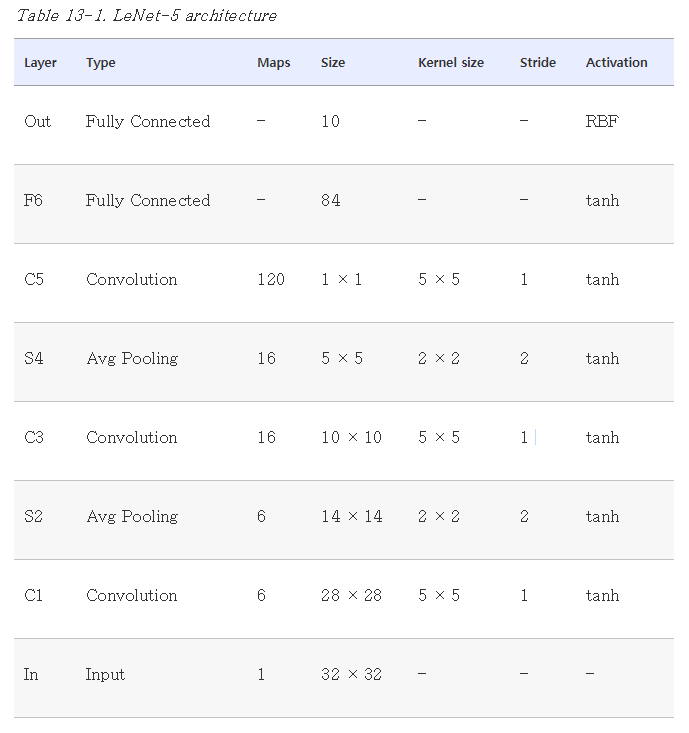 Table 13-1. LeNet-5 architecture
Layer Type Maps Size Kernel size Stride Activation
Out Fully Connected – 10 – – RBF
F6 Fully Connected – 84 – – tanh
C5 Convolution 120 1 × 1 5 × 5 1 tanh
S4 Avg Pooling 16 5 × 5 2 × 2 2 tanh
C3 Convolution 16 10 × 10 5 × 5 1 tanh
S2 Avg Pooling 6 14 × 14 2 × 2 2 tanh
C1 Convolution 6 28 × 28 5 × 5 1 tanh
In Input 1 32 × 32 – – –